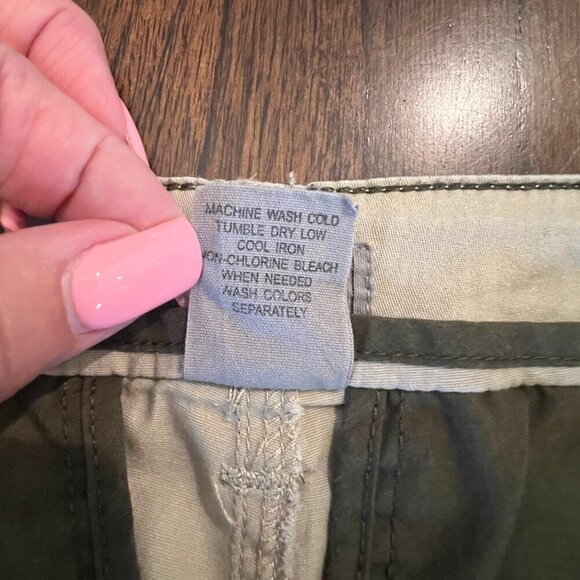 MACHINE WASH COLD
TUMBLE DRY LOW
COOL IRON
NON-CHLORINE BLEACH
WHEN NEEDED
WASH COLORS
SEPARATELY